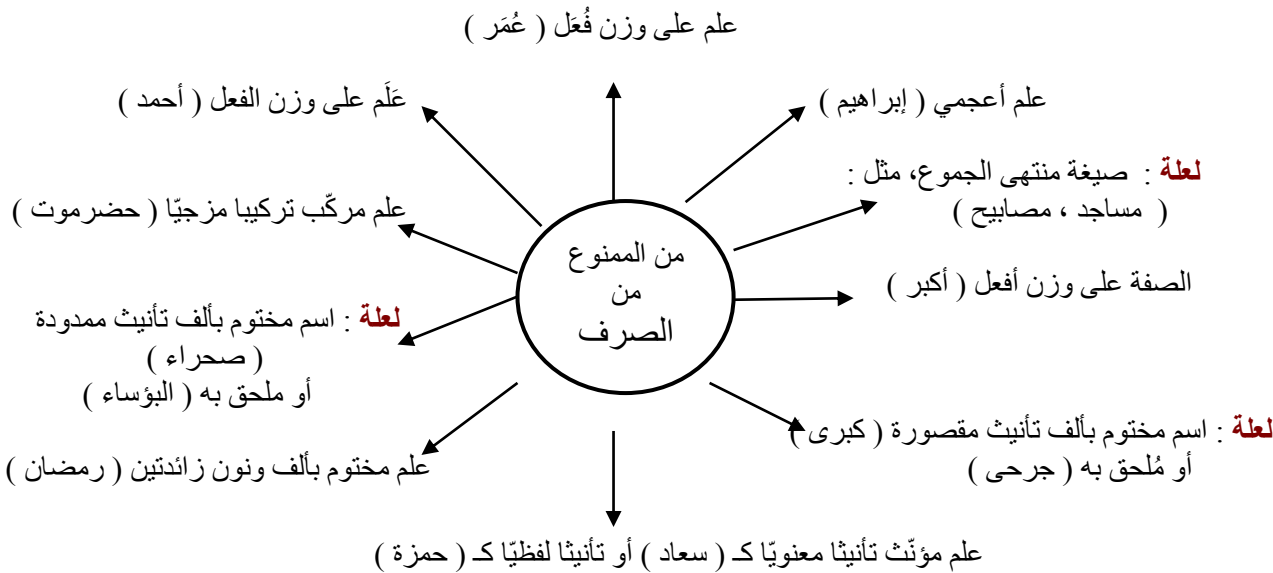 علم على وزن فُعَل ( عُمَر )
علم أعجمي ( إبراهيم )
عَلَم على وزن الفعل ( أحمد )
لعلة : صيغة منتهى الجموع، مثل :
( مساجد ، مصابيح )
علم مركّب تركيبا مزجيّا ( حضرموت )
من الممنوع
من
الصرف
الصفة على وزن أفعل ( أكبر )
لعلة : اسم مختوم بألف تأنيث ممدودة
( صحراء )
أو ملحق به ( البؤساء )
لعلة : اسم مختوم بألف تأنيث مقصورة ( كبرى )
أو مُلحق به ( جرحى )
علم مختوم بألف ونون زائدتين ( رمضان )
علم مؤنّث تأنيثا معنويّا كـ ( سعاد ) أو تأنيثا لفظيّا كـ ( حمزة )